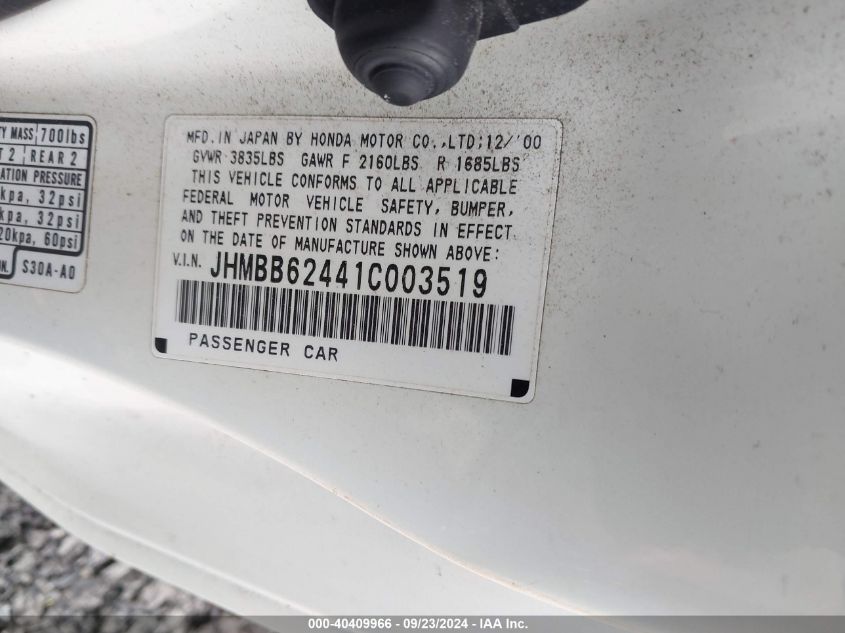 TY MASS 700lbs
T 2 REAR 2
ATION PRESSURE
kpa, 32psi
kpa, 32psi
20kpa, 60psi
S30A-A0
MFD. IN JAPAN BY HONDA MOTOR CO.,LTD;12/'00
GVWR 3835LBS GAWR F 2160LBS R 1685LBS
THIS VEHICLE CONFORMS TO ALL APPLICABLE
FEDERAL MOTOR VEHICLE SAFETY, BUMPER,
AND THEFT PREVENTION STANDARDS IN EFFECT
ON THE DATE OF MANUFACTURE SHOWN ABOVE:
V.I.N. JHMBB62441C003519
PASSENGER CAR
000-40409966 - 09/23/2024 - IAA Inc.